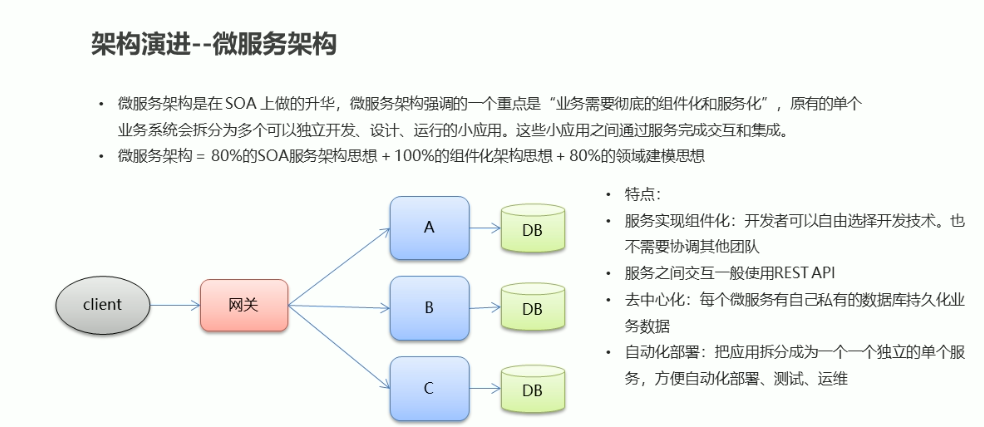 架构演进--微服务架构
• 微服务架构是在 SOA 上做的升华，微服务架构强调的一个重点是“业务需要彻底的组件化和服务化”，原有的单个
业务系统会拆分为多个可以独立开发、设计、运行的小应用。这些小应用之间通过服务完成交互和集成。
• 微服务架构 = 80%的SOA服务架构思想 + 100%的组件化架构思想 + 80%的领域建模思想
client
网关
A
DB
B
DB
C
DB
• 特点：
• 服务实现组件化：开发者可以自由选择开发技术。也
不需要协调其他团队
• 服务之间交互一般使用REST API
• 去中心化：每个微服务有自己私有的数据库持久化业
务数据
• 自动化部署：把应用拆分成为一个一个独立的单个服
务，方便自动化部署、测试、运维